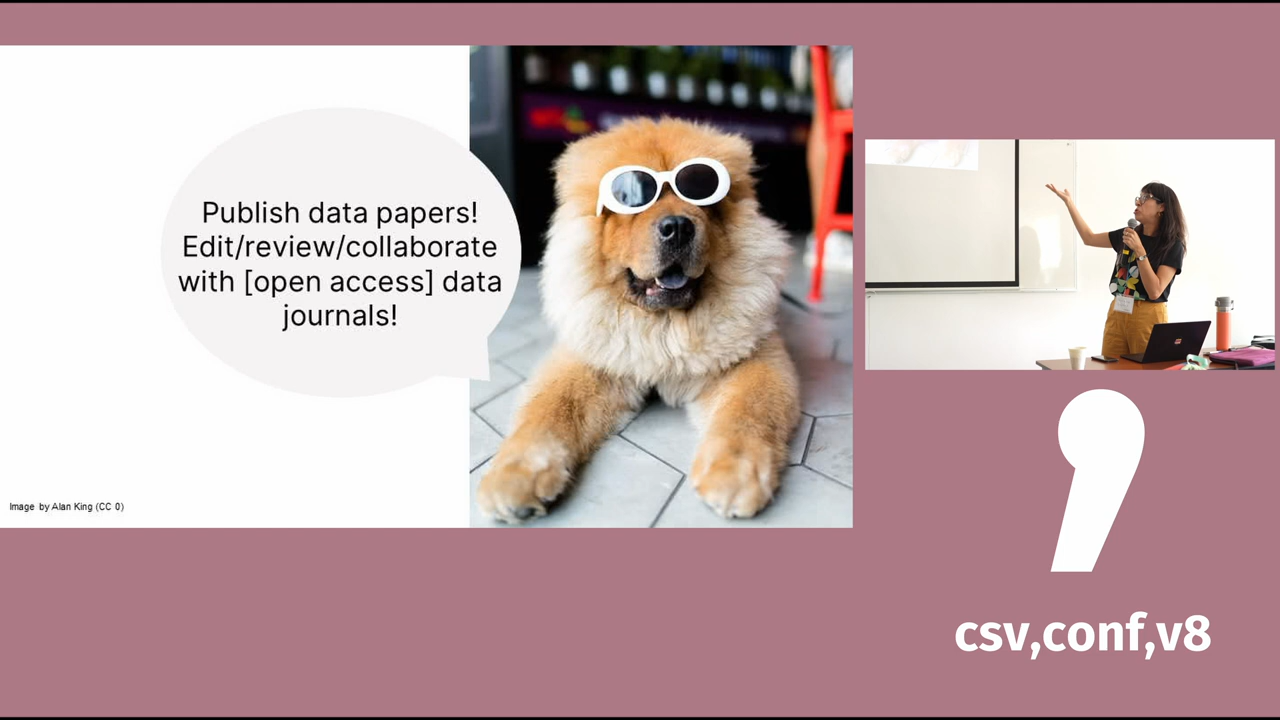 Publish data papers!
Edit/review/collaborate
with [open access] data
journals!
Image by Alan King (CC 0)
csv,conf,v8